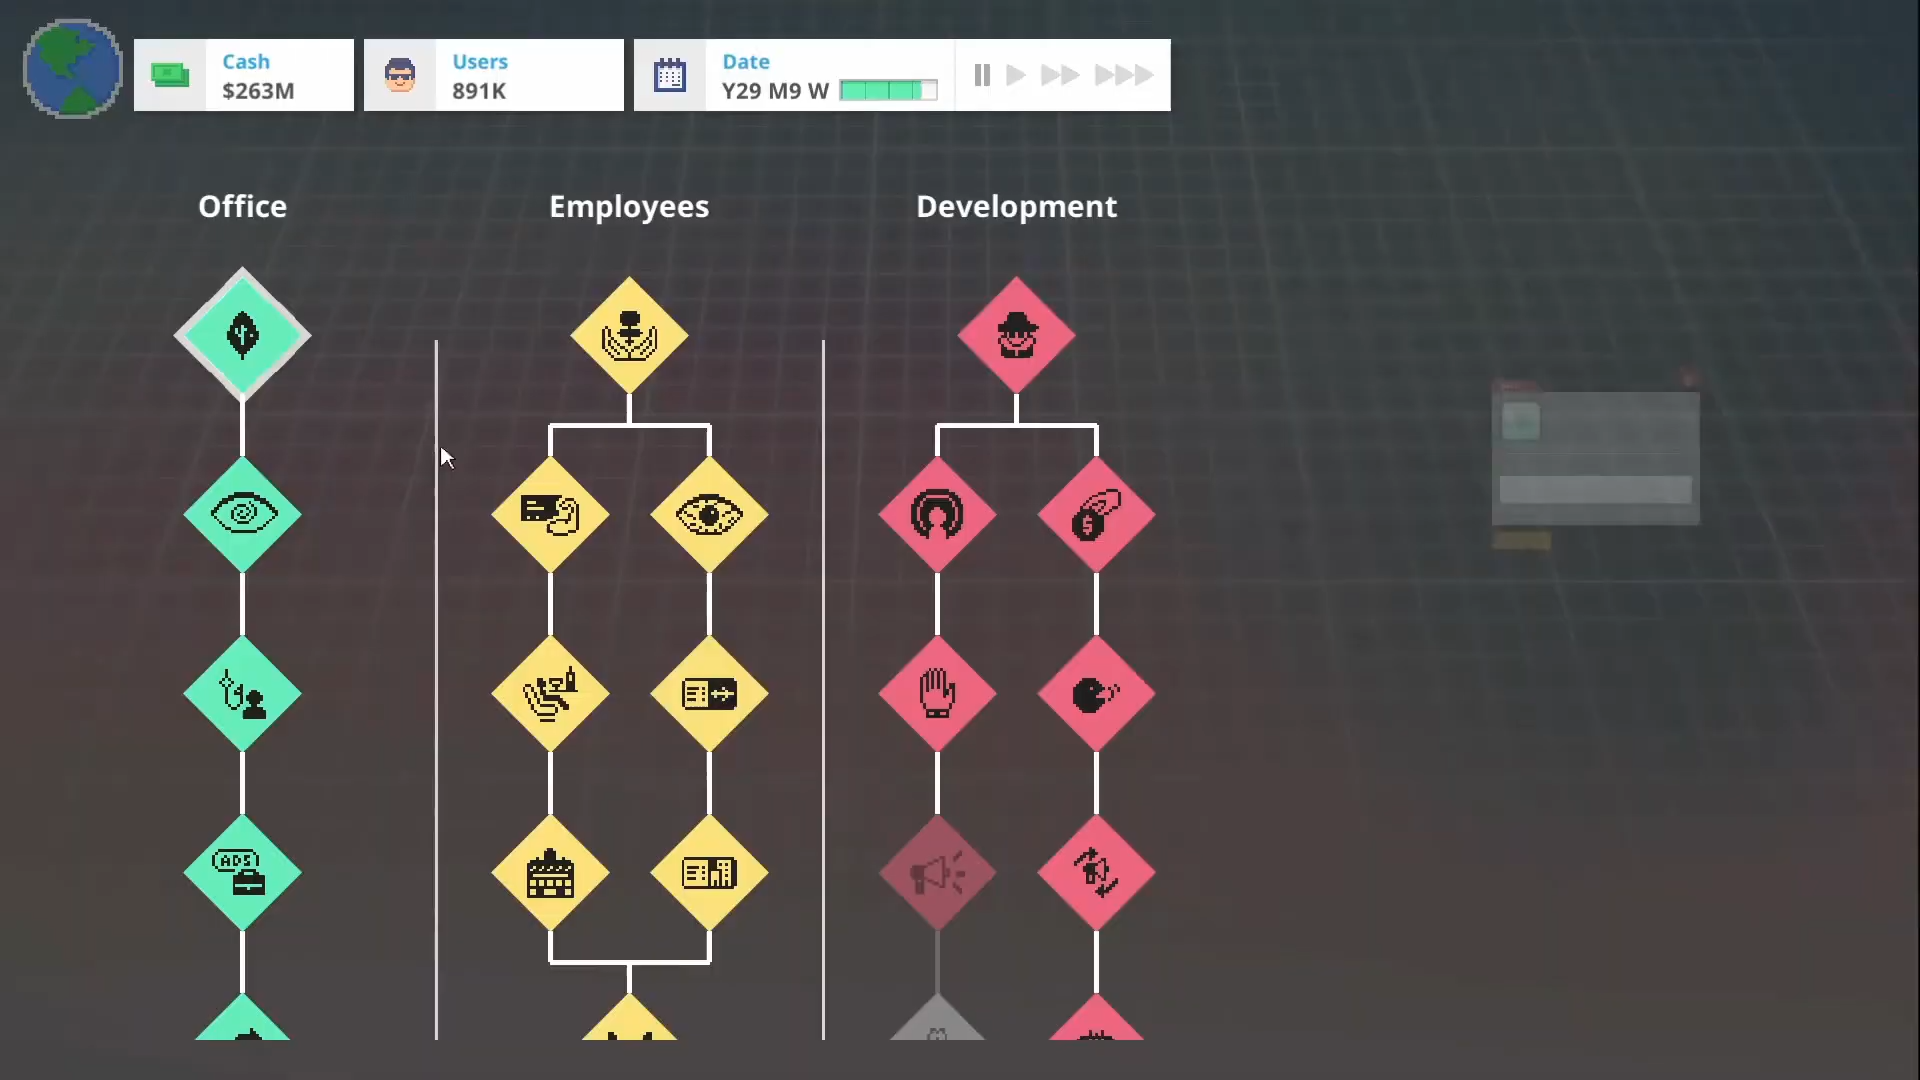 Cash
$263M
Users
891K
Date
Y29 M9 W
Office
Employees
Development
$
ADS